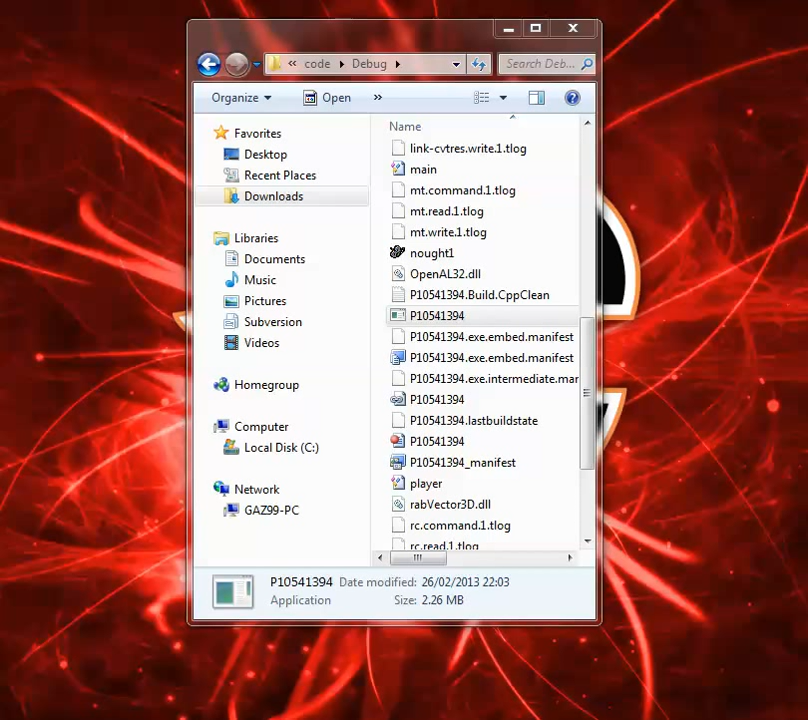 « code Debug
Search Deb...
Organize Open »
Favorites
Desktop
Recent Places
Downloads
Libraries
Documents
Music
Pictures
Subversion
Videos
Homegroup
Computer
Local Disk (C:)
Network
GAZ99-PC
Name
link-cvtres.write.1.tlog
main
mt.command.1.tlog
mt.read.1.tlog
mt.write.1.tlog
nought1
OpenAL32.dll
P10541394.Build.CppClean
P10541394
P10541394.exe.embed.manifest
P10541394.exe.embed.manifest
P10541394.exe.intermediate.mar
P10541394
P10541394.lastbuildstate
P10541394
P10541394_manifest
player
rabVector3D.dll
rc.command.1.tlog
rc.read.1.tlog
P10541394 Date modified: 26/02/2013 22:03
Application Size: 2.26 MB